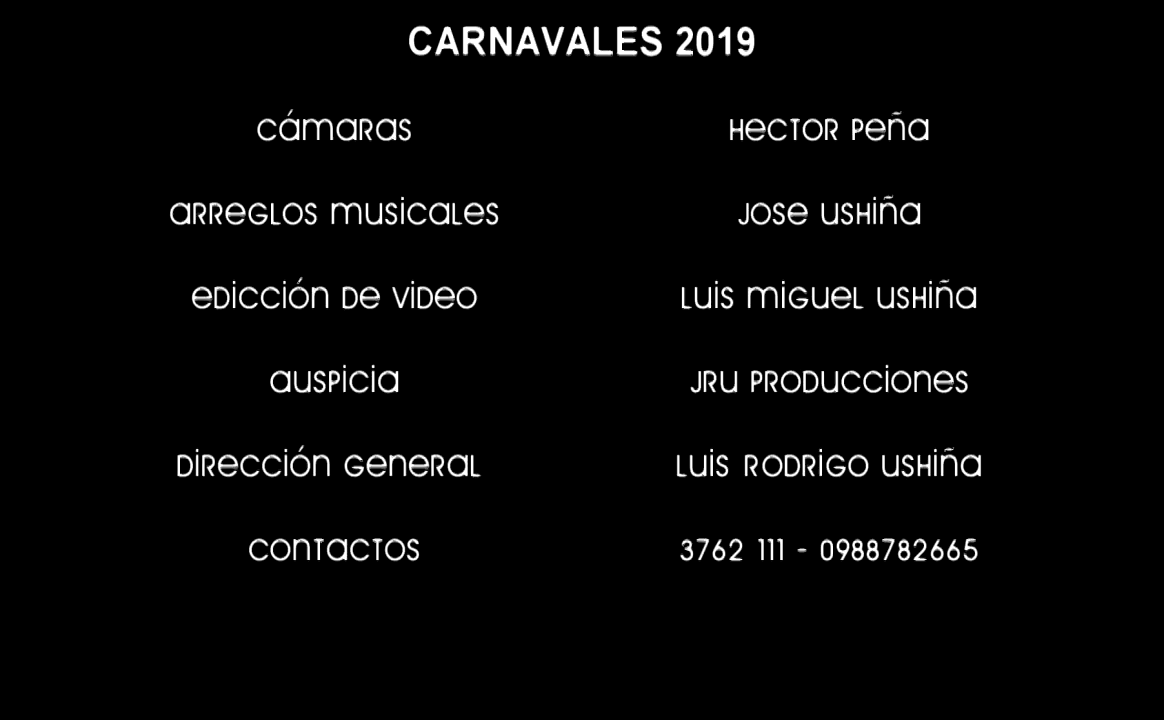 CARNAVALES 2019
cámaras Hector Peña
arreglos musicales Jose Ushiña
edicción de video Luis Miguel Ushiña
auspicia JRU Producciones
dirección general Luis Rodrigo Ushiña
contactos 3762 111 - 0988782665